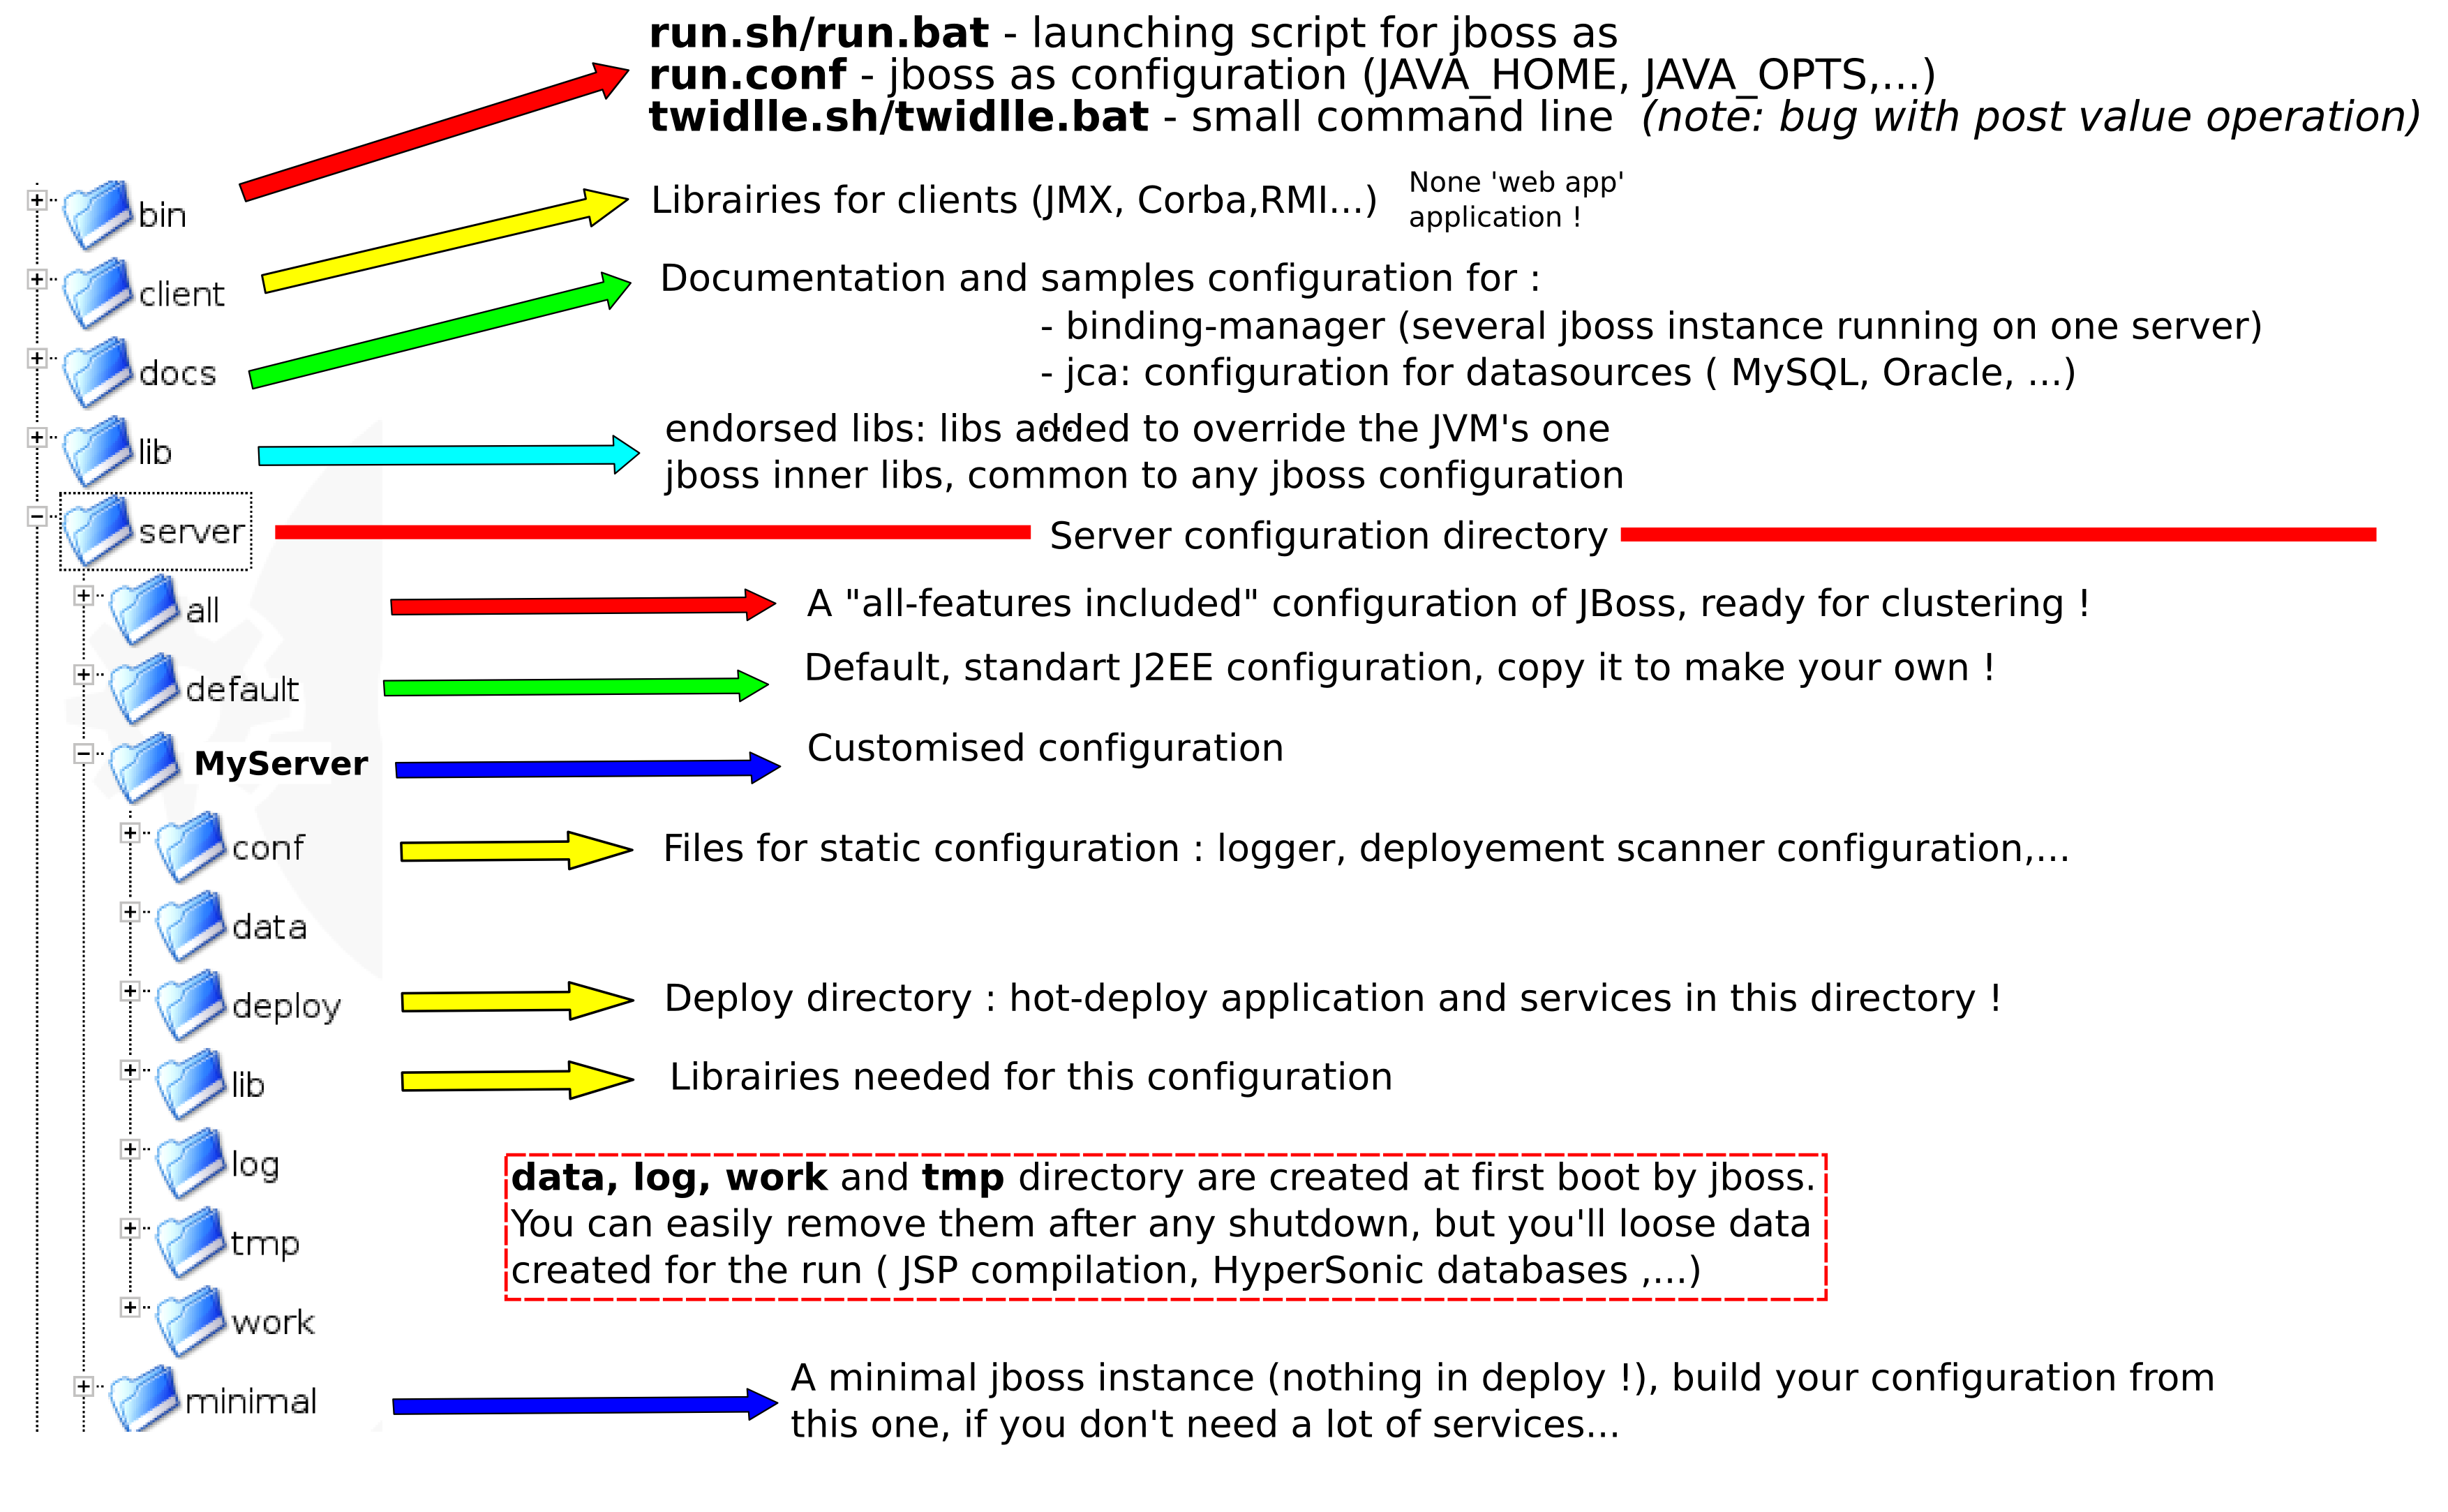 run.sh/run.bat - launching script for jboss as
run.conf - jboss as configuration (JAVA_HOME, JAVA_OPTS,...)
twidlle.sh/twidlle.bat - small command line (note: bug with post value operation)
bin
Librairies for clients (JMX, Corba,RMI...)
None 'web app'
application !
client
Documentation and samples configuration for :
- binding-manager (several jboss instance running on one server)
docs
- jca: configuration for datasources ( MySQL, Oracle, ...)
...
lib
endorsed libs: libs added to override the JVM's one
jboss inner libs, common to any jboss configuration
server
Server configuration directory
all
A "all-features included" configuration of JBoss, ready for clustering !
default
Default, standart J2EE configuration, copy it to make your own !
MyServer
Customised configuration
conf
Files for static configuration : logger, deployement scanner configuration,...
data
deploy
Deploy directory : hot-deploy application and services in this directory !
lib
Librairies needed for this configuration
log
data, log, work and tmp directory are created at first boot by jboss.
You can easily remove them after any shutdown, but you'll loose data
created for the run ( JSP compilation, HyperSonic databases ,...)
tmp
work
minimal
A minimal jboss instance (nothing in deploy !), build your configuration from
this one, if you don't need a lot of services...